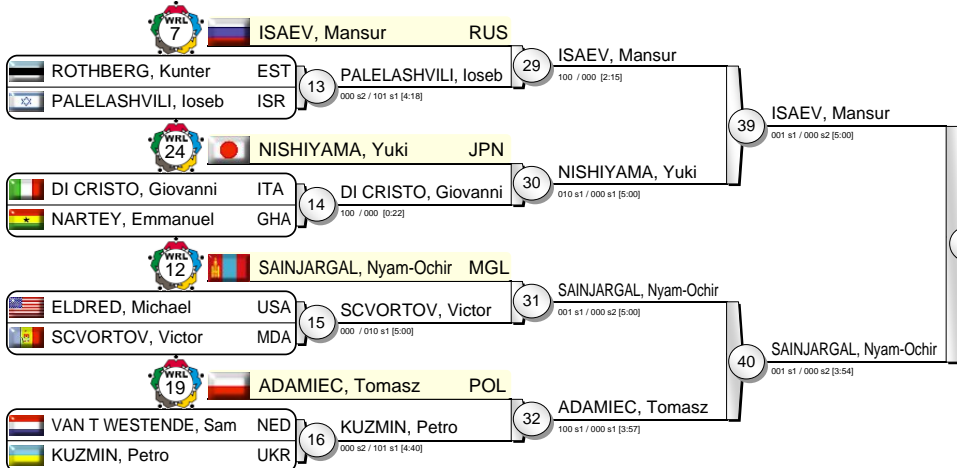 WRL
7
ISAEV, Mansur RUS
ROTHBERG, Kunter EST
PALELASHVILI, Ioseb ISR
13
PALELASHVILI, Ioseb
000 s2 / 101 s1 [4:18]
29
ISAEV, Mansur
100 / 000 [2:15]
WRL
24
NISHIYAMA, Yuki JPN
DI CRISTO, Giovanni ITA
NARTEY, Emmanuel GHA
14
DI CRISTO, Giovanni
100 / 000 [0:22]
30
NISHIYAMA, Yuki
010 s1 / 000 s1 [5:00]
39
ISAEV, Mansur
001 s1 / 000 s2 [5:00]
WRL
12
SAINJARGAL, Nyam-Ochir MGL
ELDRED, Michael USA
SCVORTOV, Victor MDA
15
SCVORTOV, Victor
000 / 010 s1 [5:00]
31
SAINJARGAL, Nyam-Ochir
001 s1 / 000 s2 [5:00]
WRL
19
ADAMIEC, Tomasz POL
VAN T WESTENDE, Sam NED
KUZMIN, Petro UKR
16
KUZMIN, Petro
000 s2 / 101 s1 [4:40]
32
ADAMIEC, Tomasz
100 s1 / 000 s1 [3:57]
40
SAINJARGAL, Nyam-Ochir
001 s1 / 000 s2 [3:54]